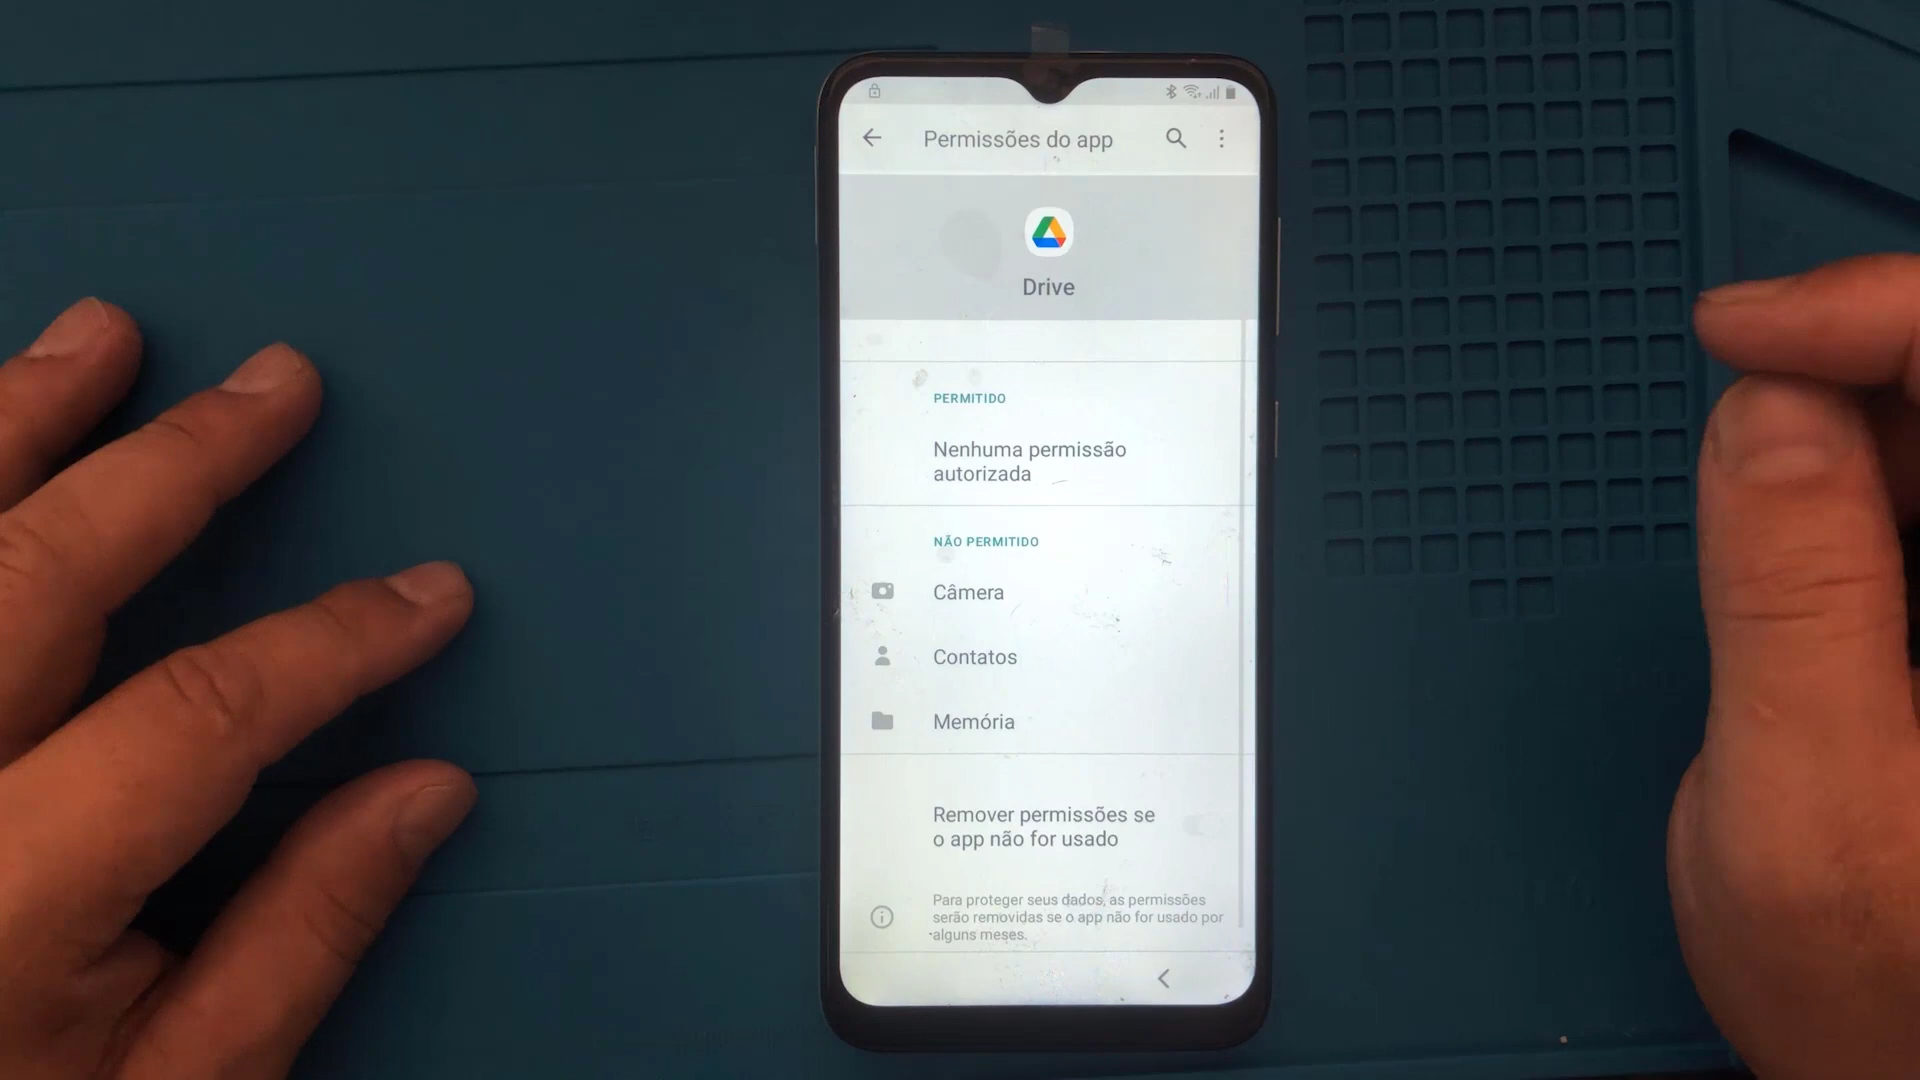 Permissões do app
Drive
PERMITIDO
Nenhuma permissão
autorizada
NÃO PERMITIDO
Câmera
Contatos
Memória
Remover permissões se
o app não for usado
Para proteger seus dados, as permissões
serão removidas se o app não for usado por
alguns meses.